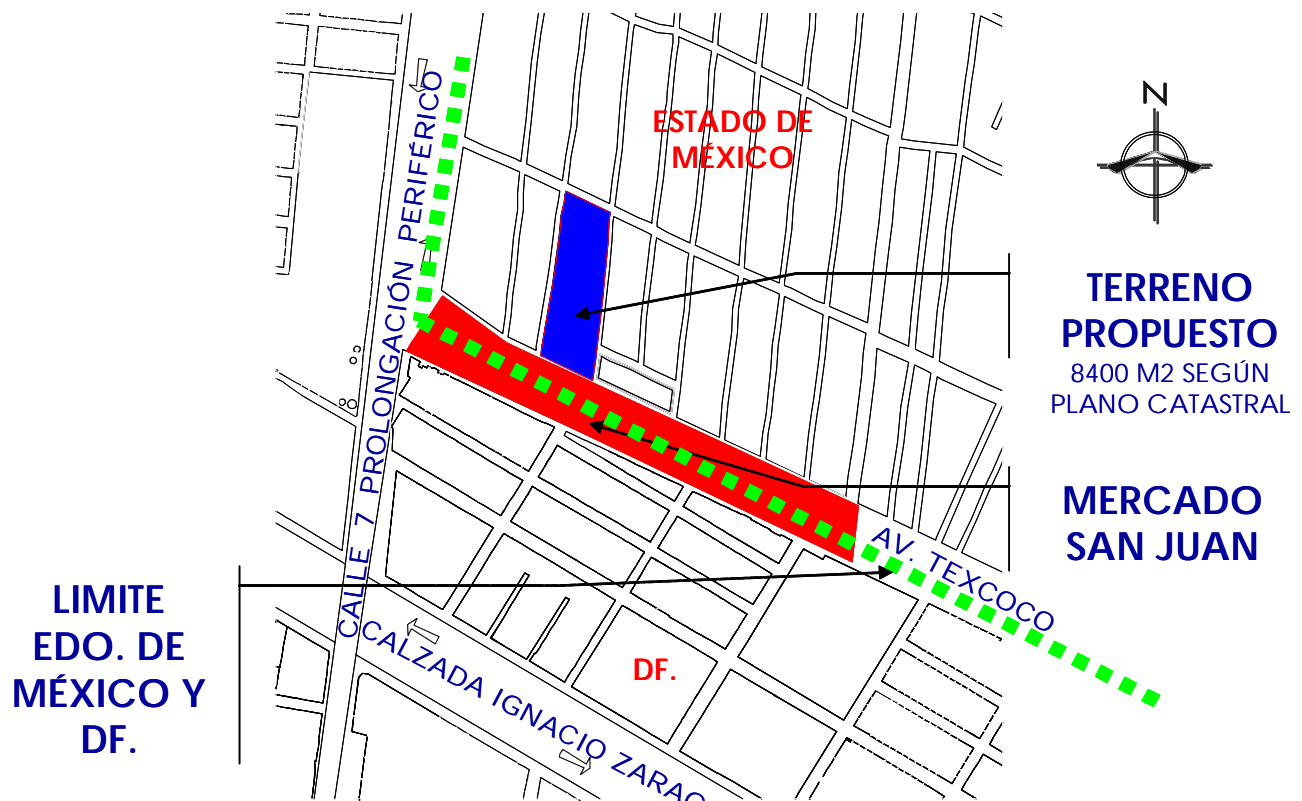 N
ESTADO DE
MÉXICO
CALLE 7 PROLONGACIÓN PERIFÉRICO
TERRENO
PROPUESTO
8400 M2 SEGÚN
PLANO CATASTRAL
MERCADO
SAN JUAN
AV. TEXCOCO
LIMITE
EDO. DE
MÉXICO Y
DF.
DF.
CALZADA IGNACIO ZARAG